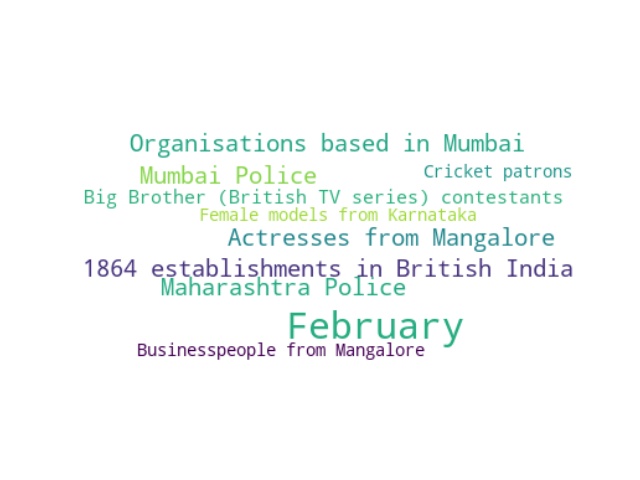 Organisations based in Mumbai
Mumbai Police
Cricket patrons
Big Brother (British TV series) contestants
Female models from Karnataka
Actresses from Mangalore
1864 establishments in British India
Maharashtra Police
February
Businesspeople from Mangalore